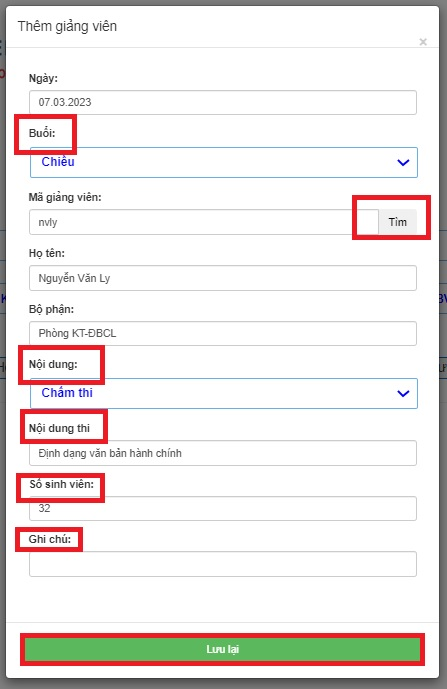 Thêm giảng viên
×
Ngày:
07.03.2023
Buổi:
Chiều
Mã giảng viên:
nvly
Tìm
Họ tên:
Nguyễn Văn Ly
Bộ phận:
Phòng KT-ĐBCL
Nội dung:
Chấm thi
Nội dung thi
Định dạng văn bản hành chính
Số sinh viên:
32
Ghi chú:
Lưu lại